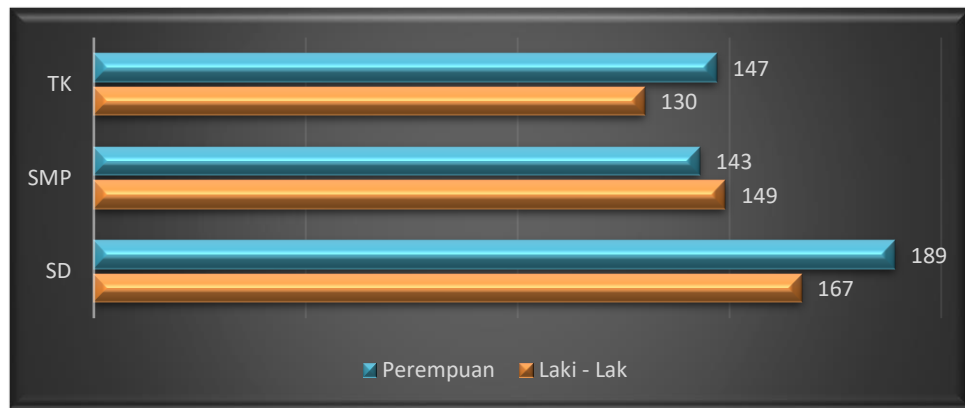 TK
147
130
SMP
143
149
SD
189
167
Perempuan
Laki - Lak